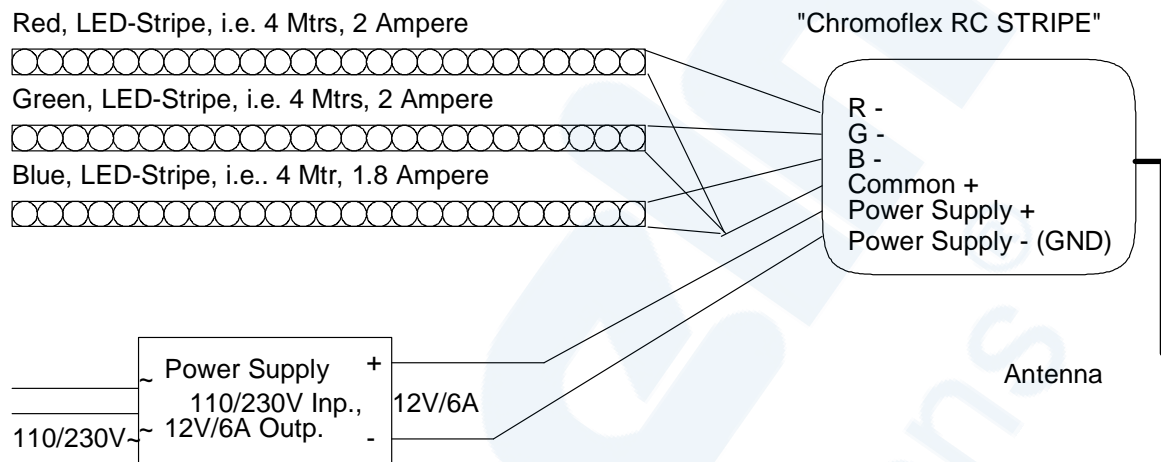 Red, LED-Stripe, i.e. 4 Mtrs, 2 Ampere
"Chromoflex RC STRIPE"
Green, LED-Stripe, i.e. 4 Mtrs, 2 Ampere
Blue, LED-Stripe, i.e.. 4 Mtr, 1.8 Ampere
R -
G -
B -
Common +
Power Supply +
Power Supply - (GND)
Antenna
~ Power Supply +
110/230V Inp., 12V/6A
110/230V~ ~ 12V/6A Outp. -
®
ns